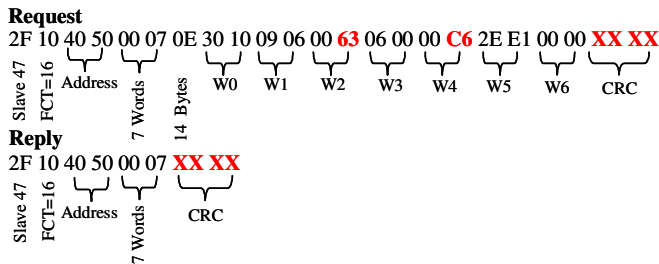 Request
2F 10 40 50 00 07 0E 30 10 09 06 00 63 06 00 00 C6 2E E1 00 00 XX XX
Slave 47 FCT=16 Address 7 Words 14 Bytes W0 W1 W2 W3 W4 W5 W6 CRC
Reply
2F 10 40 50 00 07 XX XX
Slave 47 FCT=16 Address 7 Words CRC